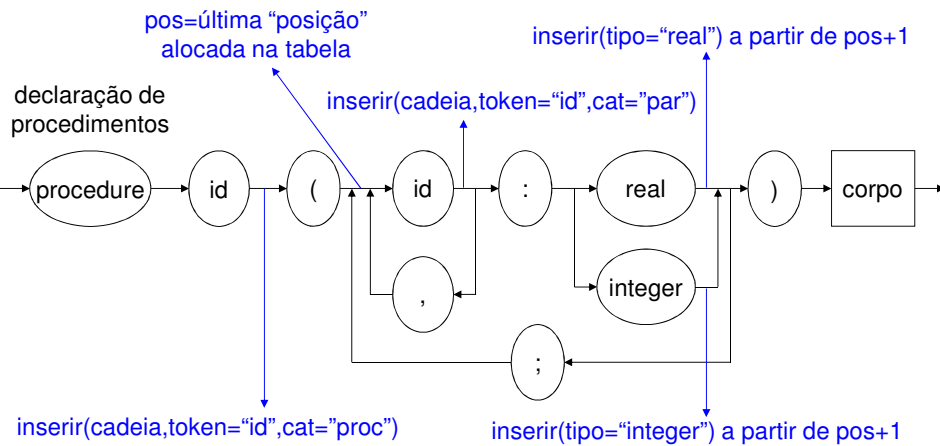 pos=última “posição”
alocada na tabela
inserir(tipo=“real”) a partir de pos+1
inserir(cadeia,token=“id”,cat=”par”)
declaração de
procedimentos
procedure
id
(
id
:
real
)
corpo
,
integer
;
inserir(cadeia,token=“id”,cat=”proc”)
inserir(tipo=“integer”) a partir de pos+1